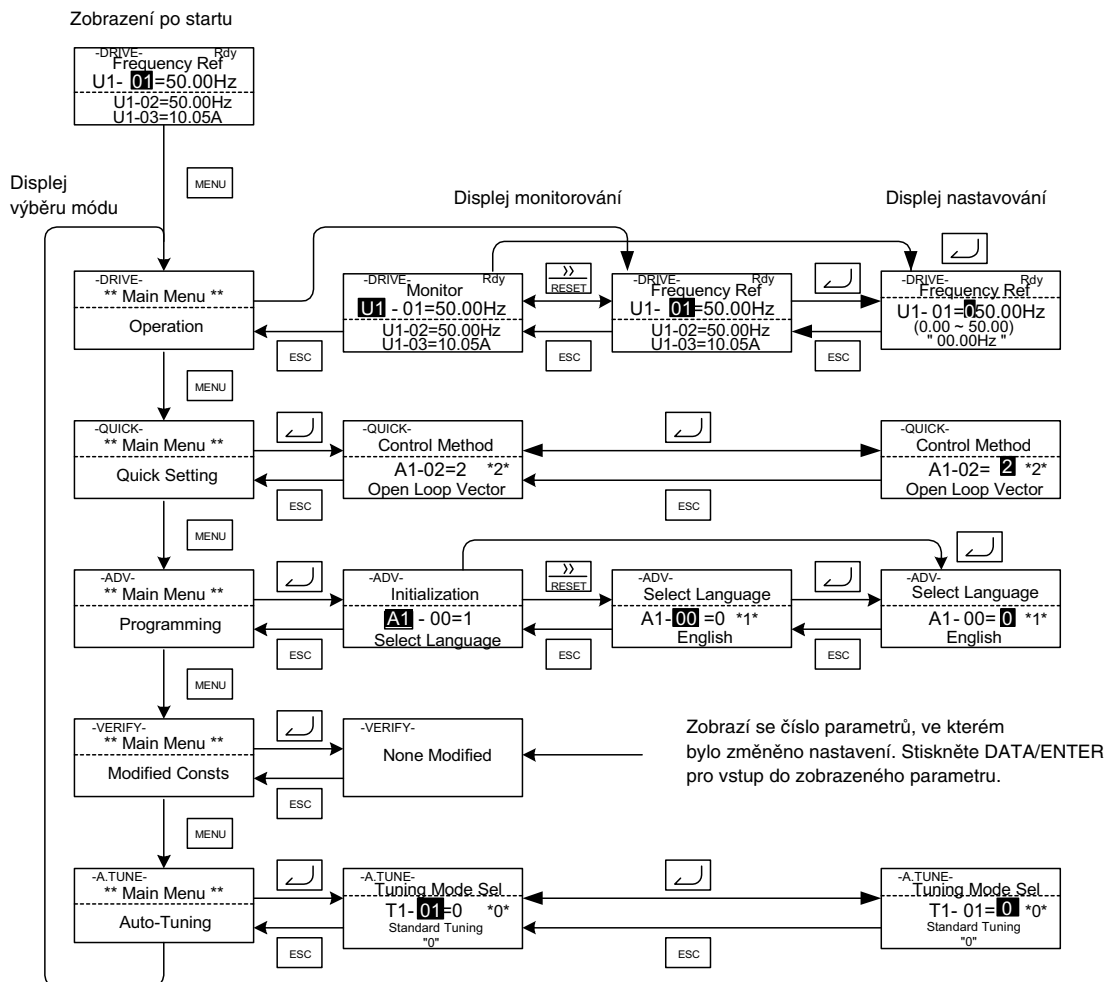 Zobrazení po startu
-DRIVE- Rdy
Frequency Ref
U1- 01=50.00Hz
U1-02=50.00Hz
U1-03=10.05A
MENU
Displej
výběru módu
Displej monitorování
Displej nastavování
-DRIVE-
** Main Menu **
Operation
-DRIVE- Rdy
Monitor
U1 - 01=50.00Hz
U1-02=50.00Hz
U1-03=10.05A
RESET
-DRIVE- Rdy
Frequency Ref
U1- 01=50.00Hz
U1-02=50.00Hz
U1-03=10.05A
-DRIVE- Rdy
Frequency Ref
U1- 01=050.00Hz
(0.00 ~ 50.00)
" 00.00Hz "
ESC
ESC
ESC
MENU
-QUICK-
** Main Menu **
Quick Setting
-QUICK-
Control Method
A1-02=2 *2*
Open Loop Vector
-QUICK-
Control Method
A1-02= 2 *2*
Open Loop Vector
ESC
ESC
MENU
-ADV-
** Main Menu **
Programming
-ADV-
Initialization
A1 - 00=1
Select Language
RESET
-ADV-
Select Language
A1-00 =0 *1*
English
-ADV-
Select Language
A1- 00= 0 *1*
English
ESC
ESC
ESC
MENU
-VERIFY-
** Main Menu **
Modified Consts
-VERIFY-
None Modified
Zobrazí se číslo parametrů, ve kterém
bylo změněno nastavení. Stiskněte DATA/ENTER
pro vstup do zobrazeného parametru.
ESC
MENU
-A.TUNE-
** Main Menu **
Auto-Tuning
-A.TUNE-
Tuning Mode Sel
T1- 01=0 *0*
Standard Tuning
"0"
-A.TUNE-
Tuning Mode Sel
T1- 01= 0 *0*
Standard Tuning
"0"
ESC
ESC